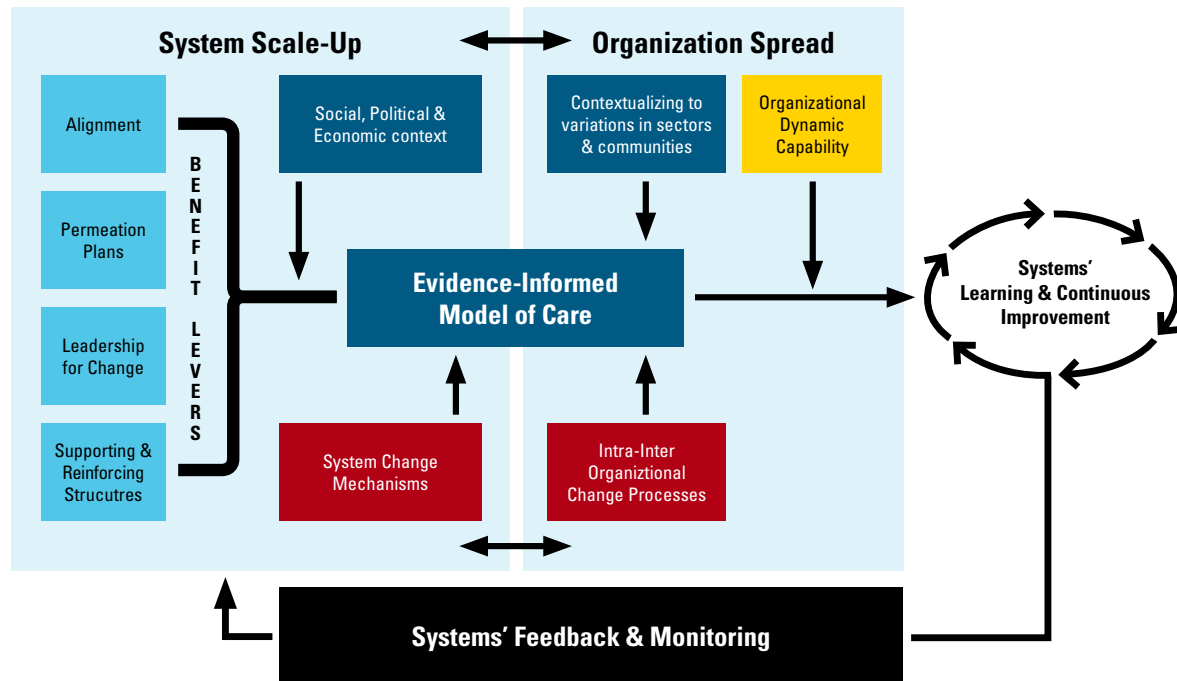 System Scale-Up
Organization Spread
Alignment
Permeation
Plans
Leadership
for Change
Supporting &
Reinforcing
Strucutres
BENEFIT LEVERS
Social, Political &
Economic context
Contextualizing to
variations in sectors
& communities
Organizational
Dynamic
Capability
Evidence-Informed
Model of Care
System Change
Mechanisms
Intra-Inter
Organiztional
Change Processes
Systems’
Learning & Continuous
Improvement
Systems’ Feedback & Monitoring